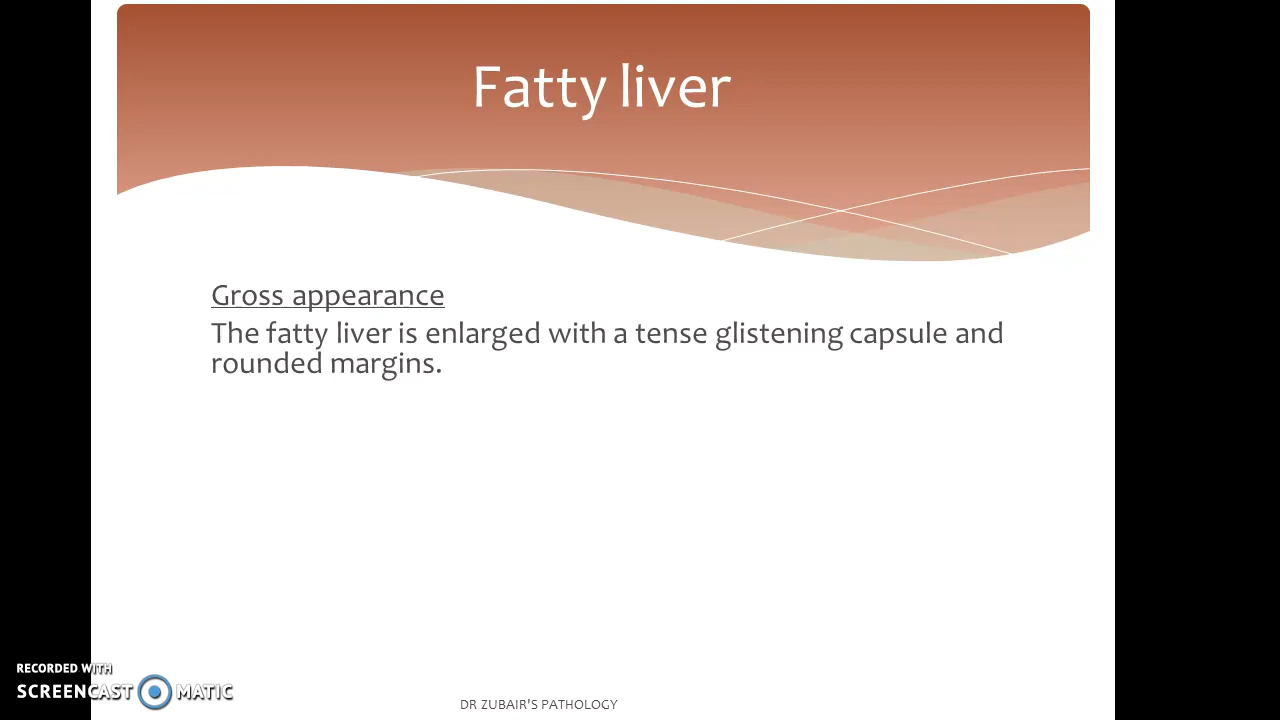 Fatty liver
Gross appearance
The fatty liver is enlarged with a tense glistening capsule and
rounded margins.
RECORDED WITH
SCREENCAST MATIC
DR ZUBAIR'S PATHOLOGY